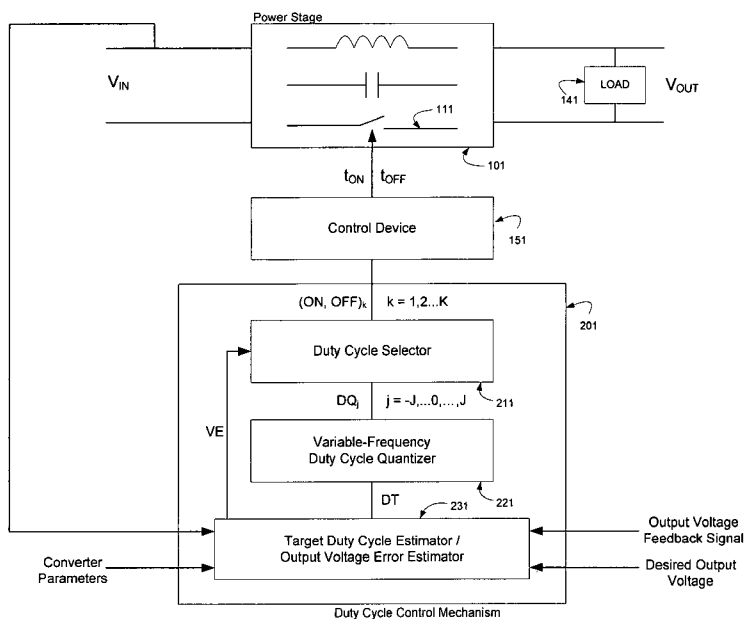 Power Stage
V_IN
111
LOAD
141
V_OUT
101
t_ON t_OFF
Control Device
151
(ON, OFF)_k k = 1,2...K
201
Duty Cycle Selector
211
DQ_j j = -J,...0,...,J
VE
Variable-Frequency
Duty Cycle Quantizer
221
DT
231
Target Duty Cycle Estimator /
Output Voltage Error Estimator
Output Voltage
Feedback Signal
Converter
Parameters
Desired Output
Voltage
Duty Cycle Control Mechanism